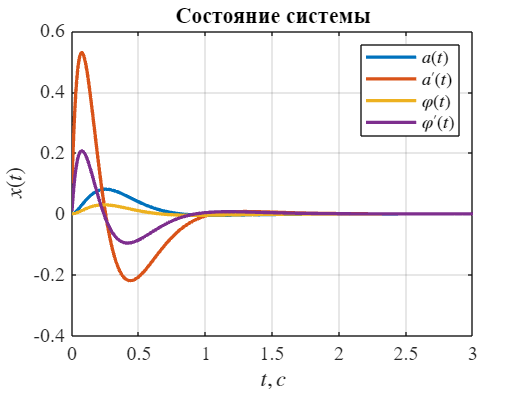 Состояние системы
0.6
0.4
0.2
0
-0.2
-0.4
x(t)
a(t)
a′(t)
φ(t)
φ′(t)
0 0.5 1 1.5 2 2.5 3
t, c